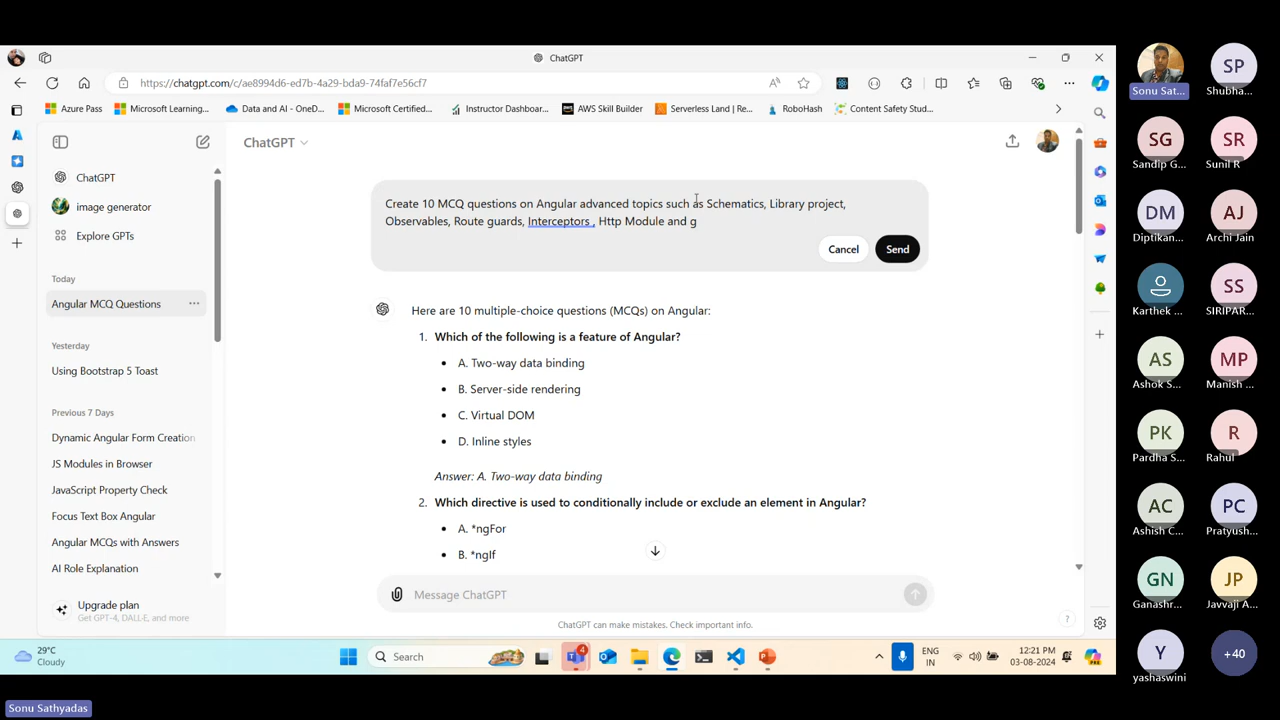 ChatGPT
https://chatgpt.com/c/ae8994d6-ed7b-4a29-bda9-74faf7e56cf7
Azure Pass
Microsoft Learning...
Data and AI - OneD...
Microsoft Certified...
Instructor Dashboar...
AWS Skill Builder
Serverless Land | Re...
RoboHash
Content Safety Stud...
ChatGPT
ChatGPT
image generator
Explore GPTs
Today
Angular MCQ Questions
Yesterday
Using Bootstrap 5 Toast
Previous 7 Days
Dynamic Angular Form Creation
JS Modules in Browser
JavaScript Property Check
Focus Text Box Angular
Angular MCQs with Answers
AI Role Explanation
Upgrade plan
Get GPT-4, DALL-E, and more
Create 10 MCQ questions on Angular advanced topics such as Schematics, Library project,
Observables, Route guards, Interceptors , Http Module and g
Cancel
Send
Here are 10 multiple-choice questions (MCQs) on Angular:
1. Which of the following is a feature of Angular?
A. Two-way data binding
B. Server-side rendering
C. Virtual DOM
D. Inline styles
Answer: A. Two-way data binding
2. Which directive is used to conditionally include or exclude an element in Angular?
A. *ngFor
B. *ngIf
Message ChatGPT
ChatGPT can make mistakes. Check important info.
?
29°C
Cloudy
Search
4
ENG
IN
12:21 PM
03-08-2024
Sonu Sat...
SP
Shubha...
SG
Sandip G...
SR
Sunil R
DM
Diptikan...
AJ
Archi Jain
Karthek ...
SS
SIRIPAR...
AS
Ashok S...
MP
Manish ...
PK
Pardha S...
R
Rahul
AC
Ashish C...
PC
Pratyush...
GN
Ganashr...
JP
Javvaji A...
Y
yashaswini
+40
Sonu Sathyadas